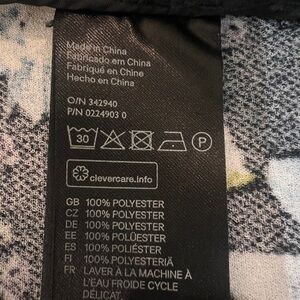 Made in China
Fabricado em China
Fabriqué en Chine
Hecho en China
O/N 342940
P/N 0224903 0
30
P
clevercare.info
GB 100% POLYESTER
CZ 100% POLYESTER
DE 100% POLYESTER
EE 100% POLÜESTER
ES 100% POLIÉSTER
FI 100% POLYESTERIÄ
FR LAVER À LA MACHINE À
L'EAU FROIDE CYCLE
DÉLICAT